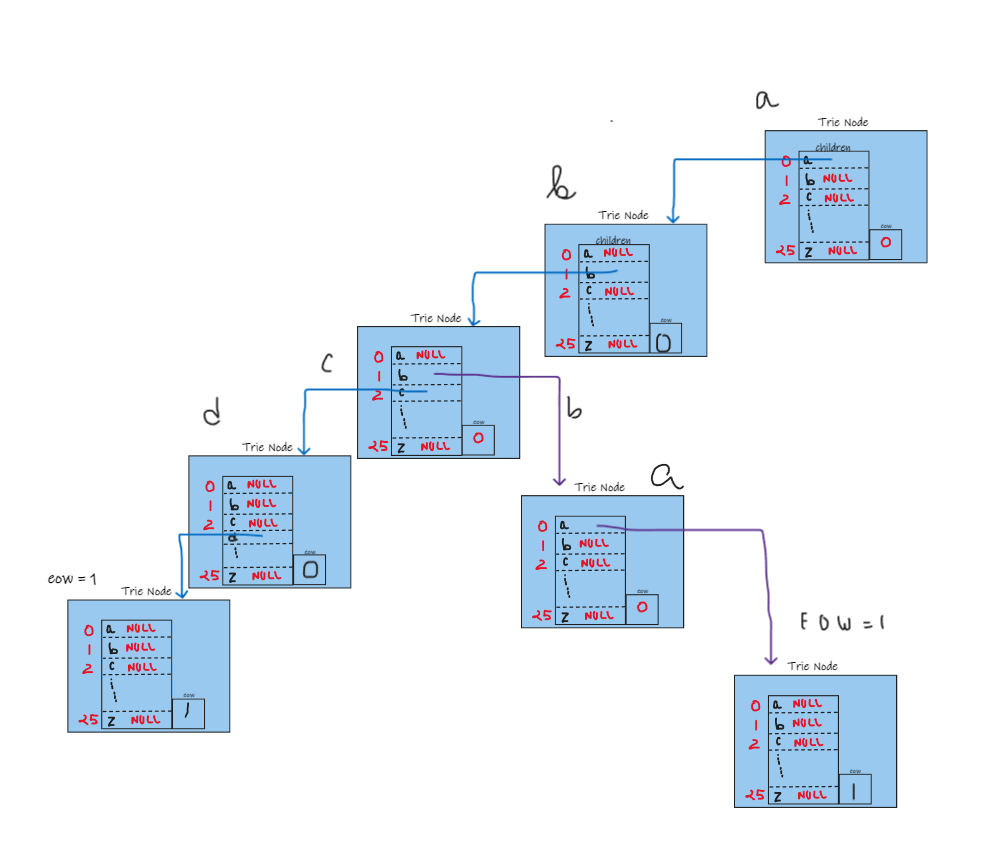 a
Trie Node
children
0 a
1 b NULL
2 c NULL
25 z NULL
eow
0
b
Trie Node
children
0 a NULL
1 b
2 c NULL
25 z NULL
eow
0
Trie Node
0 a NULL
1 b
2 c
25 z NULL
eow
0
c
b
d
Trie Node
0 a NULL
1 b NULL
2 c NULL
d
25 z NULL
eow
0
a
Trie Node
0 a
1 b NULL
2 c NULL
25 z NULL
eow
0
eow = 1
Trie Node
0 a NULL
1 b NULL
2 c NULL
25 z NULL
eow
1
EOW = 1
Trie Node
0 a NULL
1 b NULL
2 c NULL
25 z NULL
eow
1